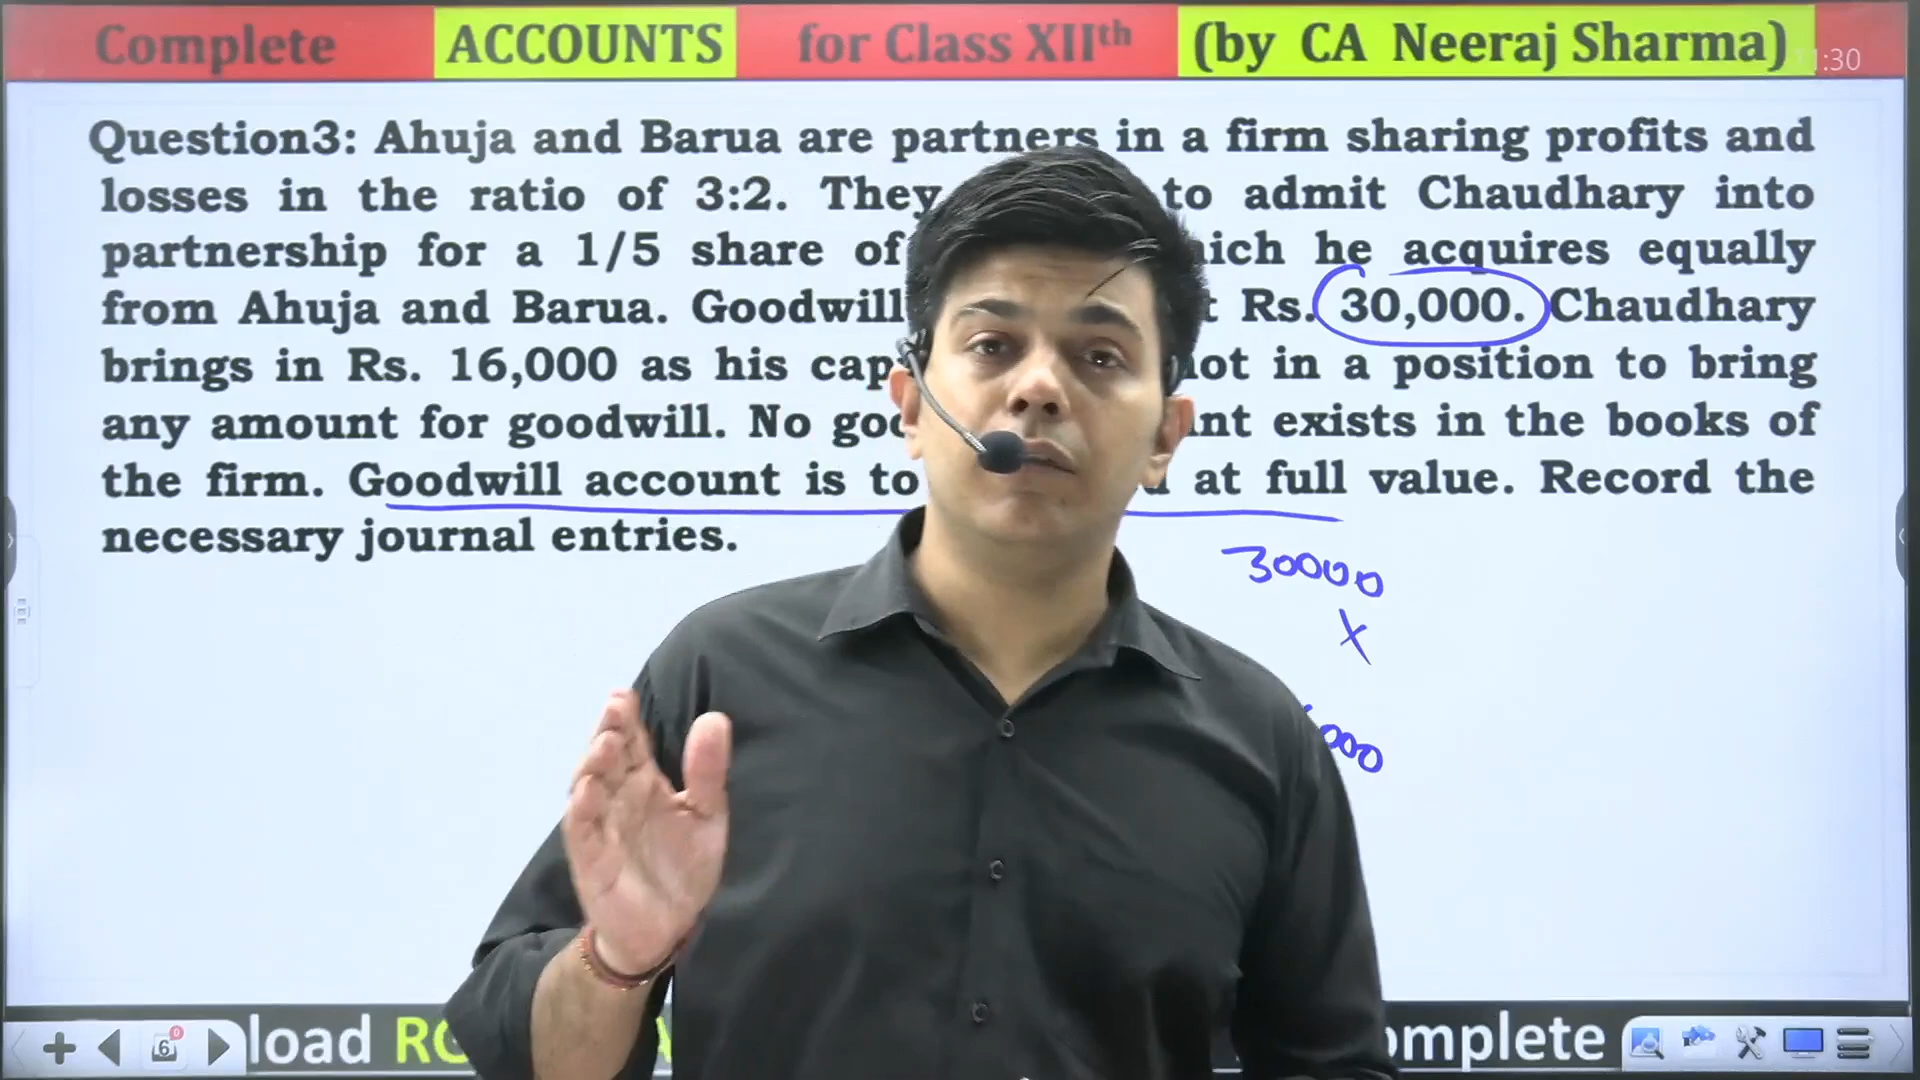 Complete ACCOUNTS for Class XIIth (by CA Neeraj Sharma) :30
Question3: Ahuja and Barua are partners in a firm sharing profits and
losses in the ratio of 3:2. They to admit Chaudhary into
partnership for a 1/5 share of he acquires equally
from Ahuja and Barua. Goodwill Rs. 30,000. Chaudhary
brings in Rs. 16,000 as his not in a position to bring
any amount for goodwill. No exists in the books of
the firm. Goodwill account is to at full value. Record the
necessary journal entries.
30000
X
000
load complete
6